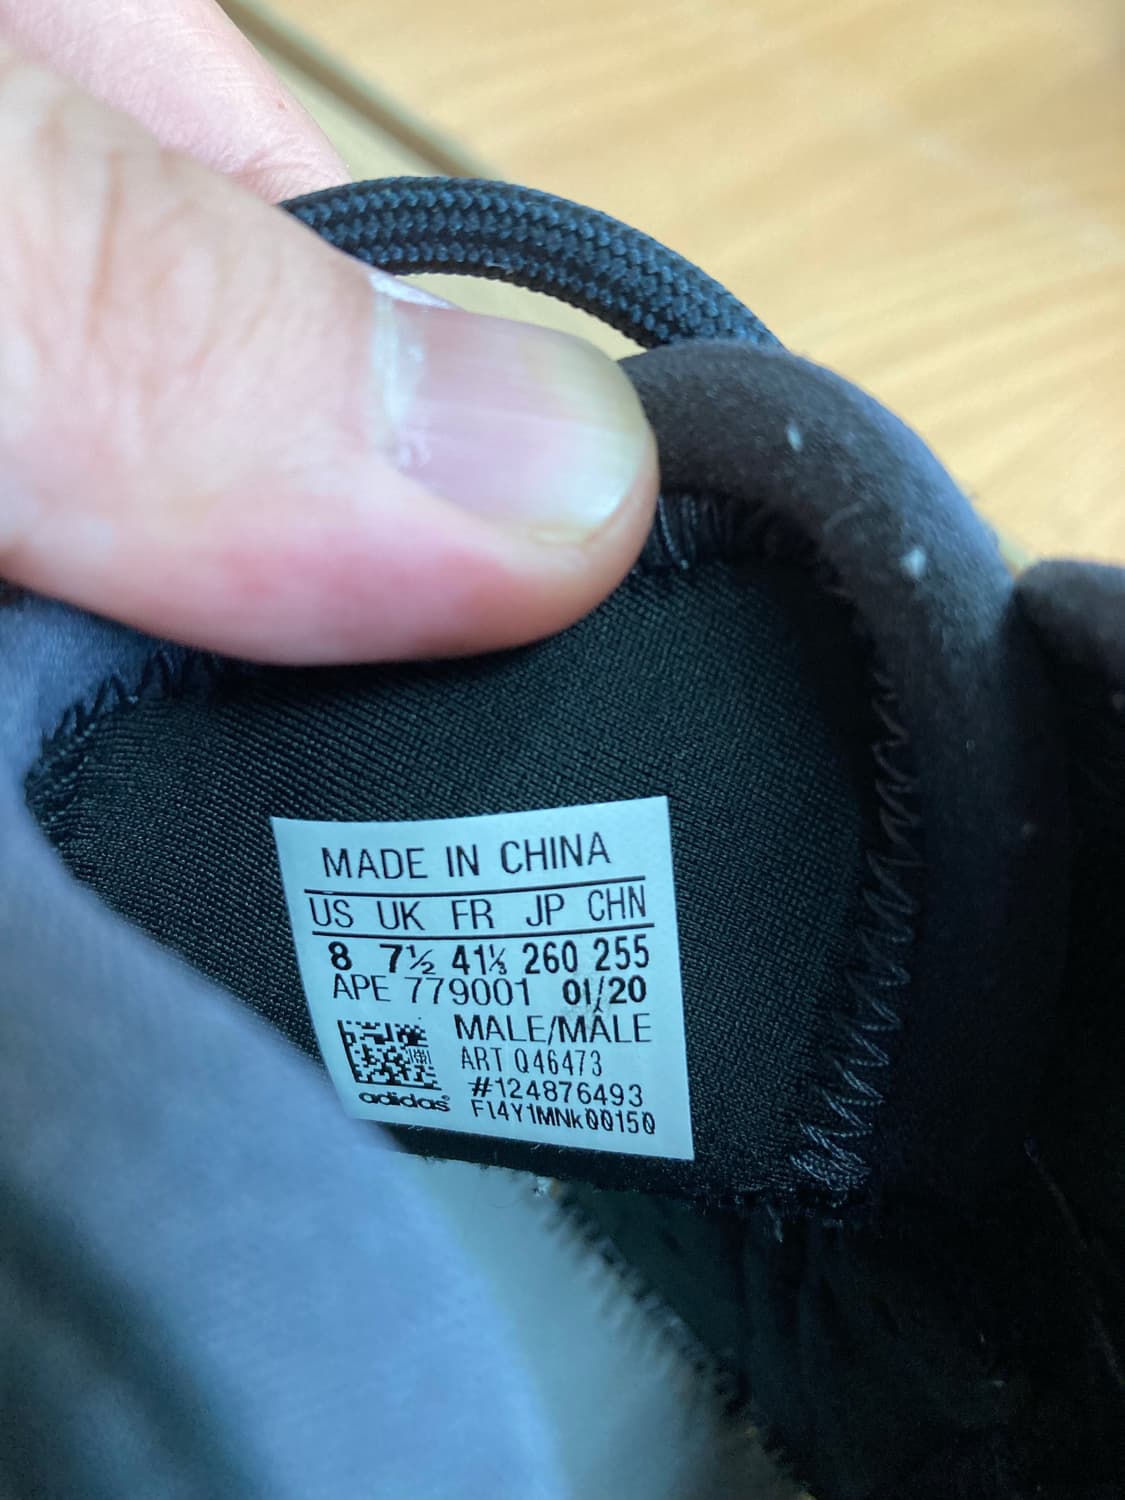 MADE IN CHINA
US UK FR JP CHN
8 7½ 41⅓ 260 255
APE 779001 01/20
MALE/MALE
ART Q46473
#124876493
adidas
F14Y1MNk00150